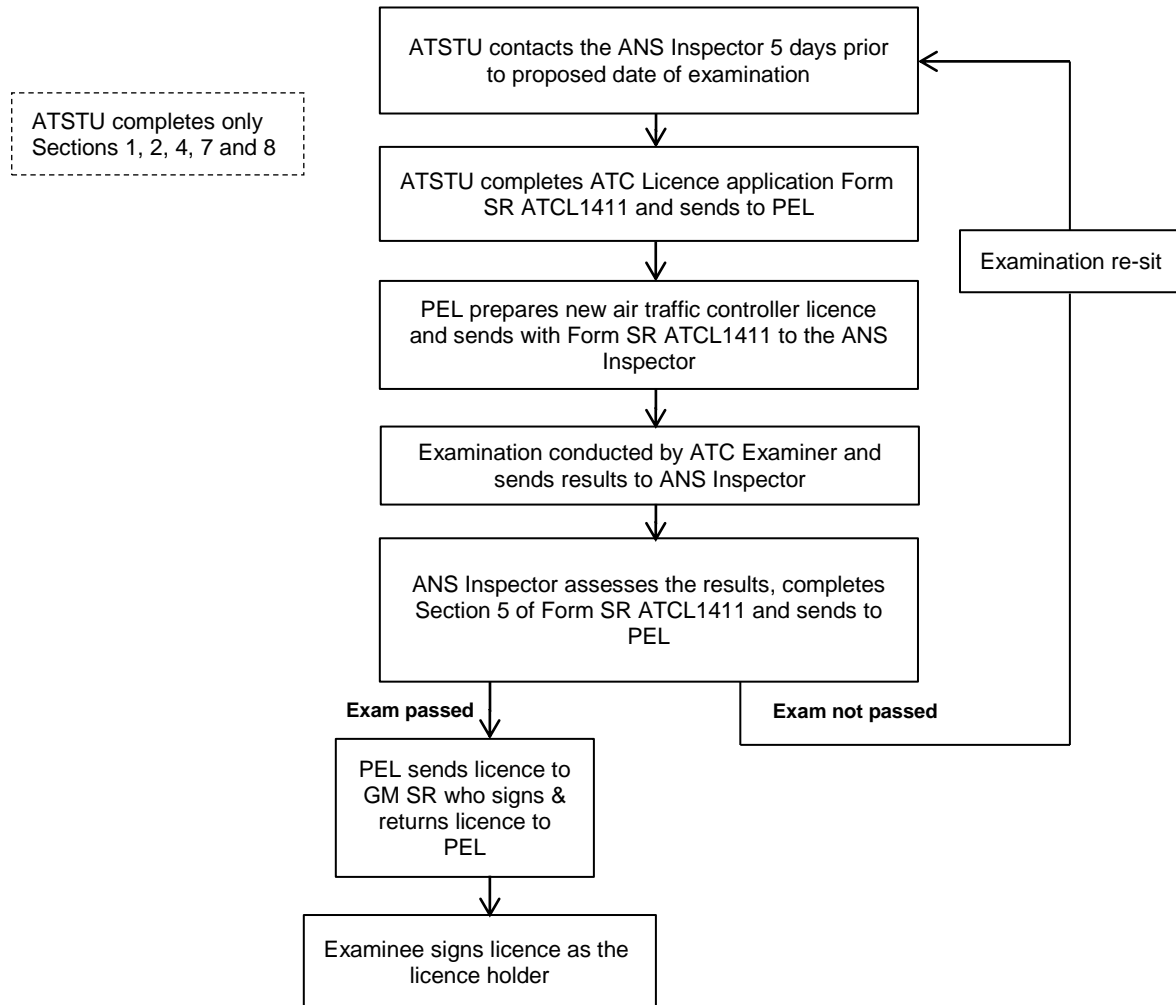 ATSTU contacts the ANS Inspector 5 days prior
to proposed date of examination
ATSTU completes only
Sections 1, 2, 4, 7 and 8
ATSTU completes ATC Licence application Form
SR ATCL1411 and sends to PEL
Examination re-sit
PEL prepares new air traffic controller licence
and sends with Form SR ATCL1411 to the ANS
Inspector
Examination conducted by ATC Examiner and
sends results to ANS Inspector
ANS Inspector assesses the results, completes
Section 5 of Form SR ATCL1411 and sends to
PEL
Exam passed
Exam not passed
PEL sends licence to
GM SR who signs &
returns licence to
PEL
Examinee signs licence as the
licence holder